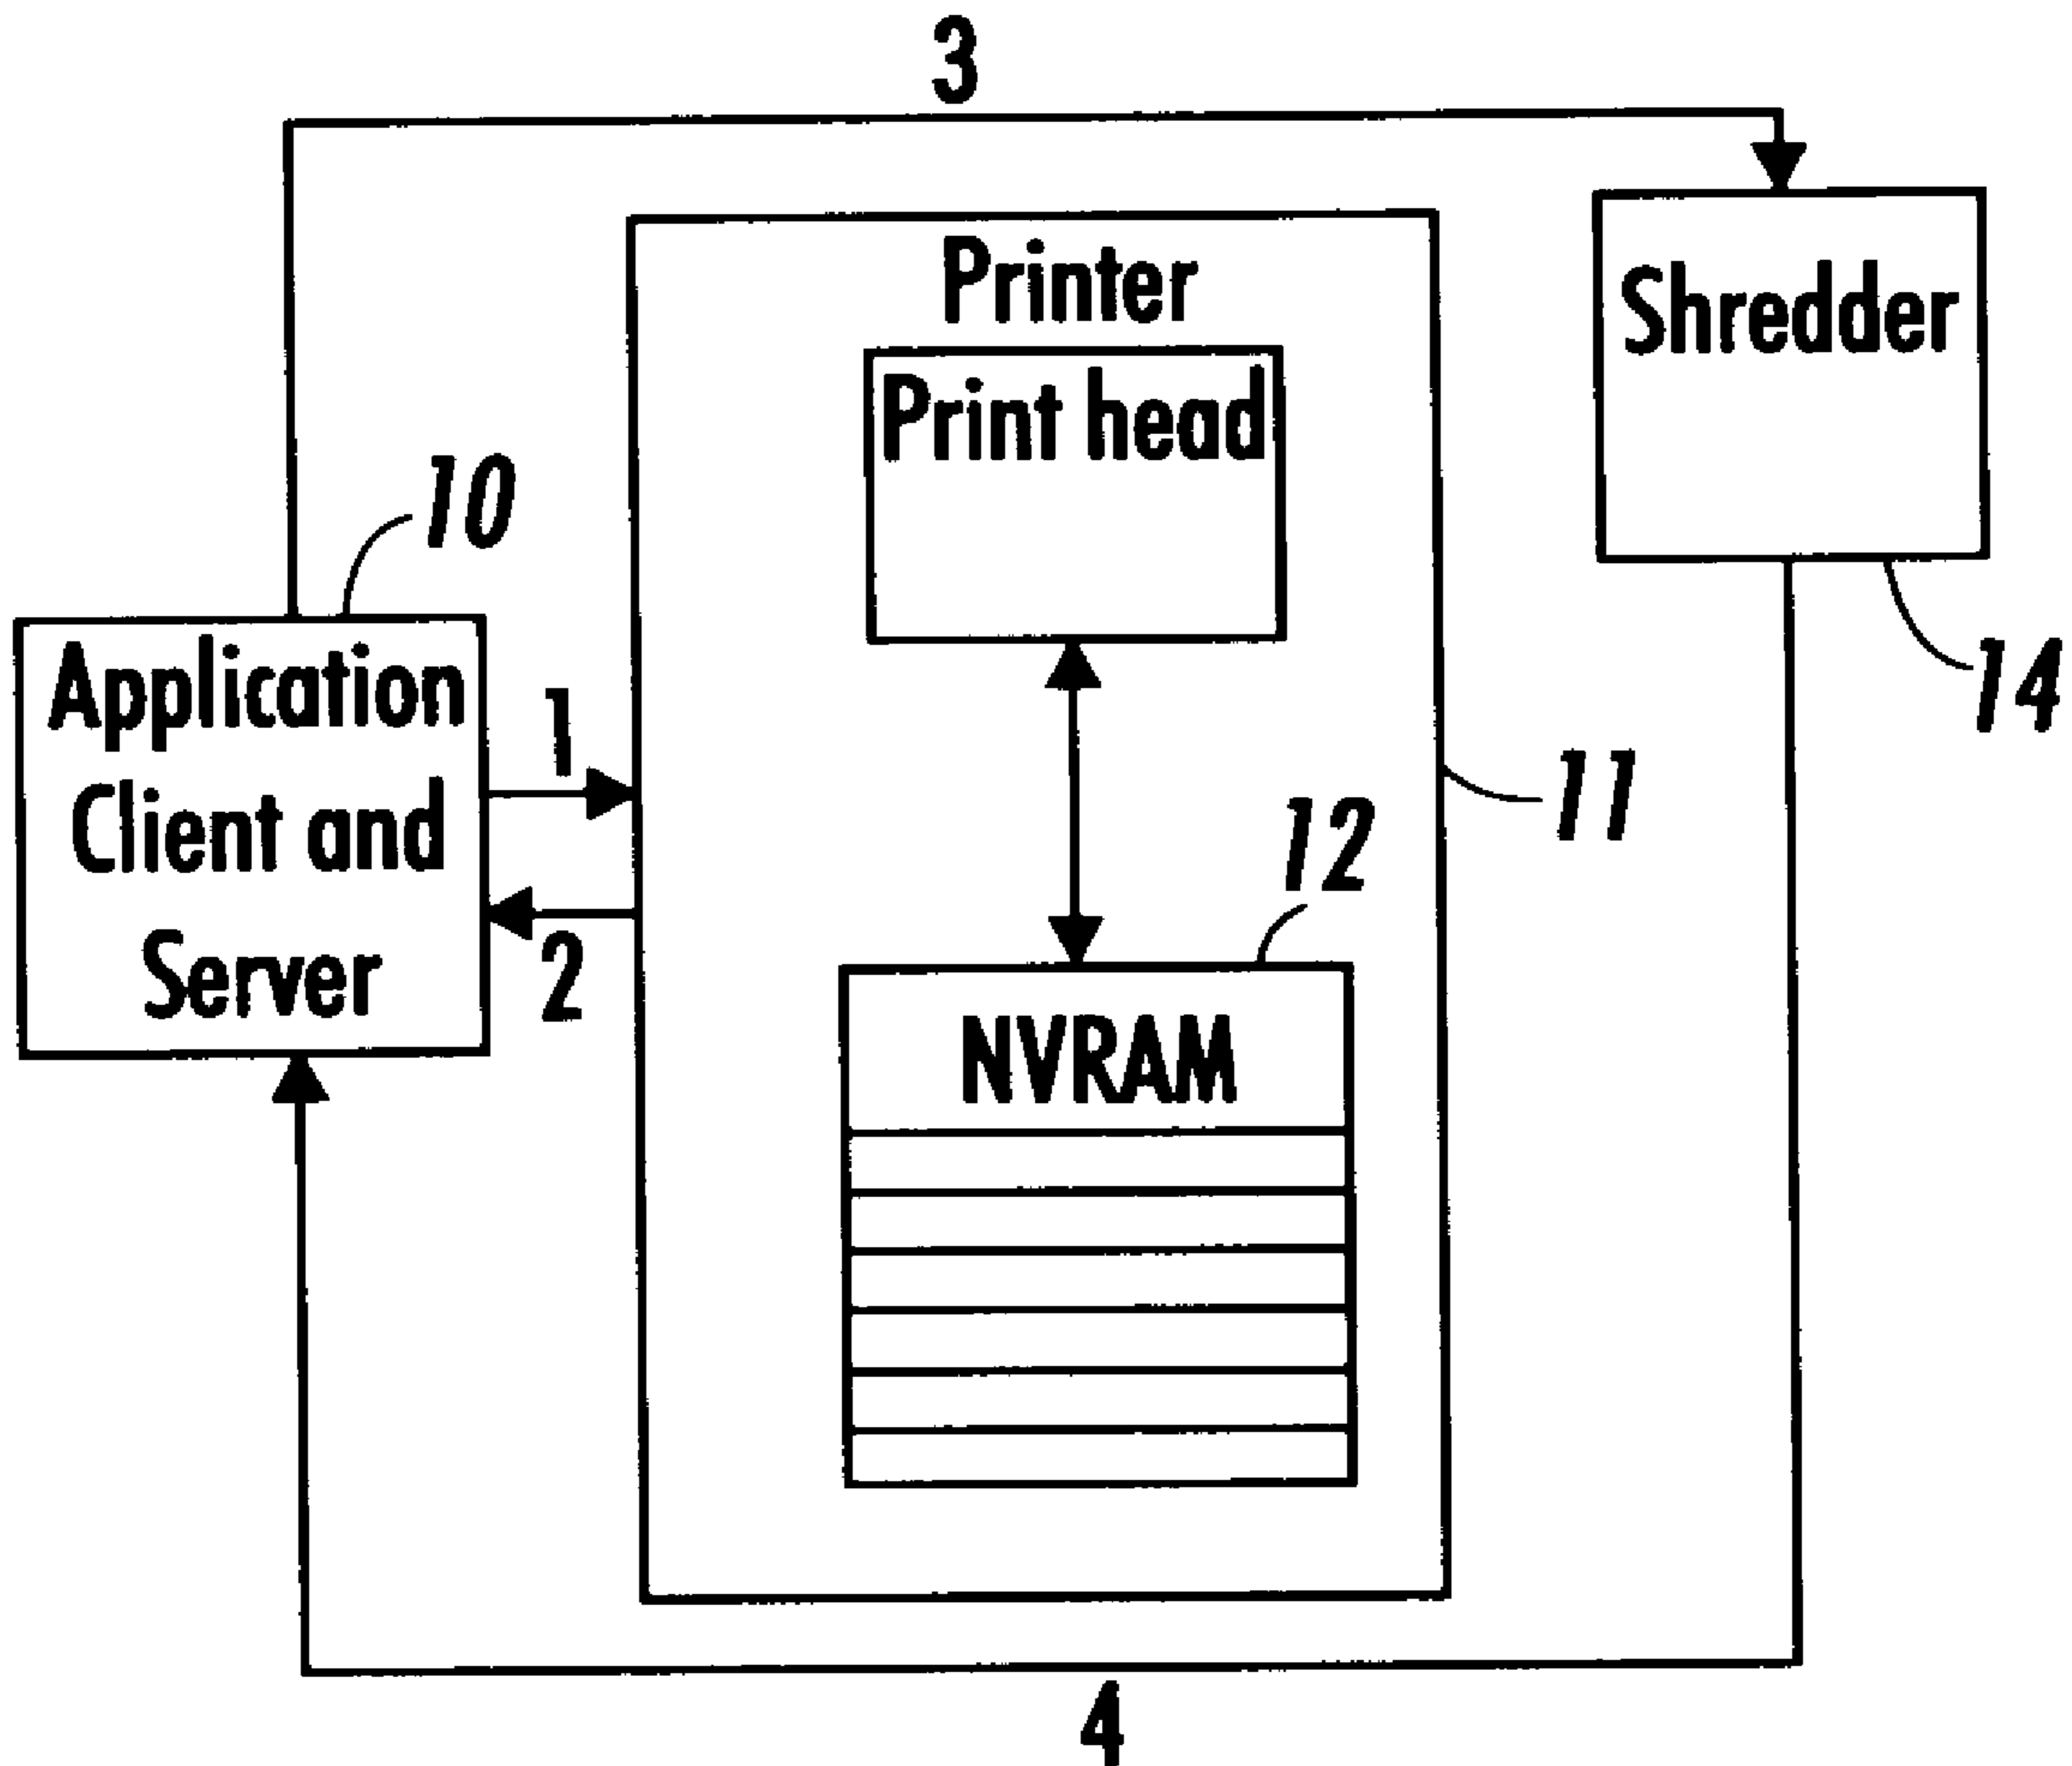 3
Printer
Shredder
Print head
10
Application
Client and
Server
1
2
14
11
12
NVRAM
4